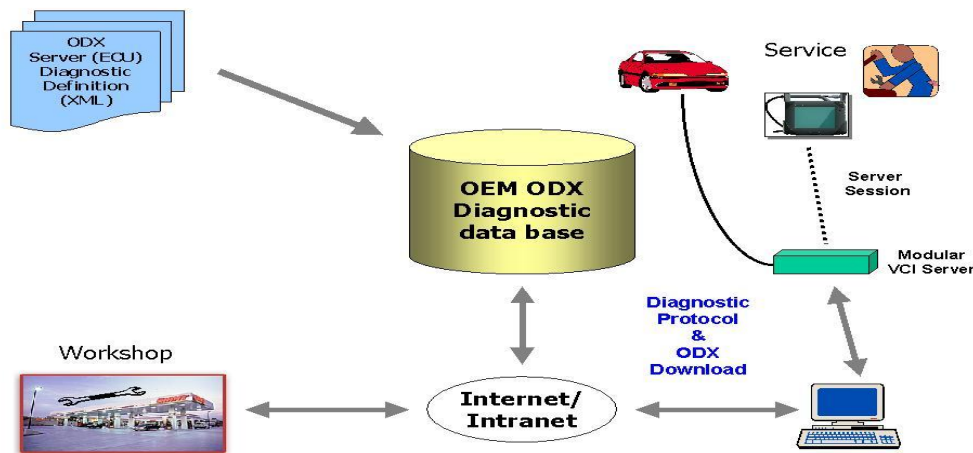 ODX
Server (ECU)
Diagnostic
Definition
(XML)
Service
OEM ODX
Diagnostic
data base
Server
Session
Modular
VCI Server
Diagnostic
Protocol
&
ODX
Download
Workshop
Internet/
Intranet